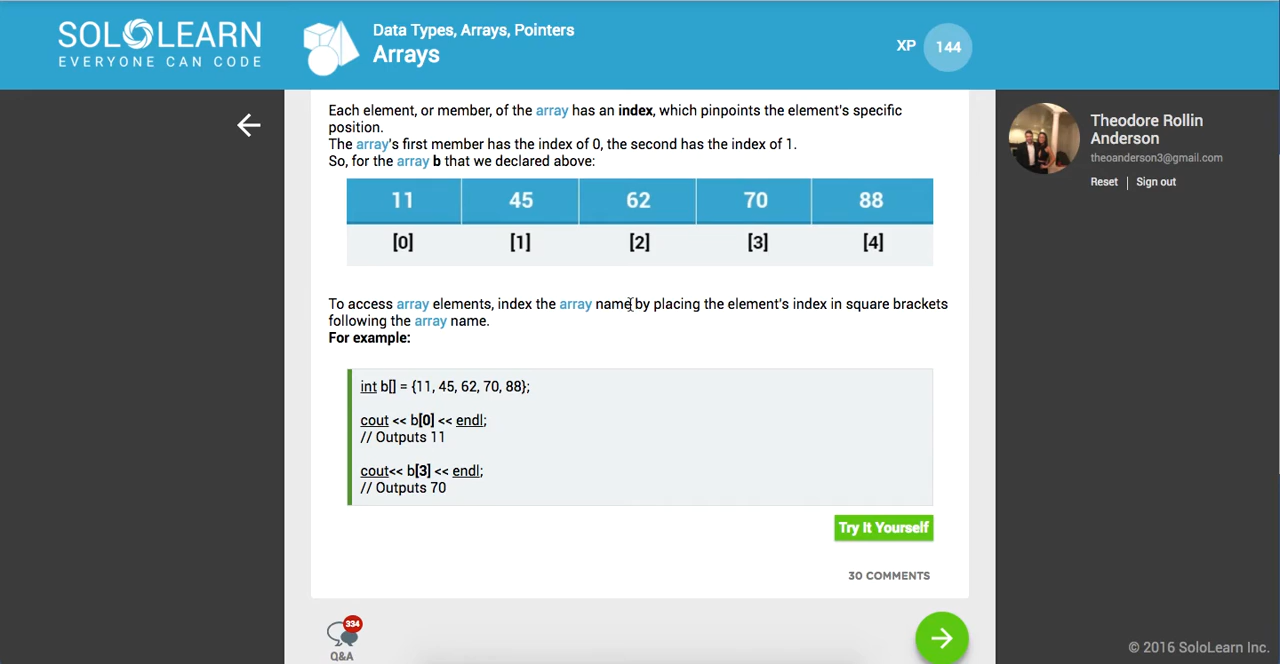 SOLOLEARN
EVERYONE CAN CODE
Data Types, Arrays, Pointers
Arrays
XP 144
Each element, or member, of the array has an index, which pinpoints the element's specific
position.
The array's first member has the index of 0, the second has the index of 1.
So, for the array b that we declared above:
11 45 62 70 88
[0] [1] [2] [3] [4]
To access array elements, index the array name by placing the element's index in square brackets
following the array name.
For example:
int b[] = {11, 45, 62, 70, 88};
cout << b[0] << endl;
// Outputs 11
cout<< b[3] << endl;
// Outputs 70
Try It Yourself
30 COMMENTS
334
Q&A
Theodore Rollin
Anderson
theoanderson3@gmail.com
Reset | Sign out
© 2016 SoloLearn Inc.